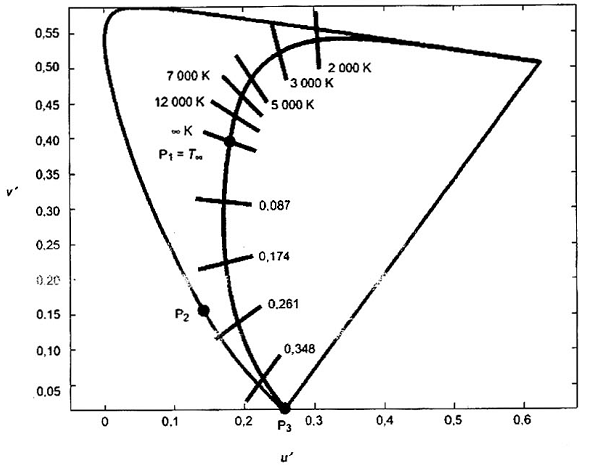 0,55
0,50
0,45
0,40
0,35
0,30
0,25
0.20
0,15
0,10
0,05
v′
2 000 K
3 000 K
7 000 K
5 000 K
12 000 K
∞ K
P1 = T∞
0,087
0,174
0,261
P2
0,348
P3
0
0,1
0,2
0,3
0,4
0,5
0,6
u′